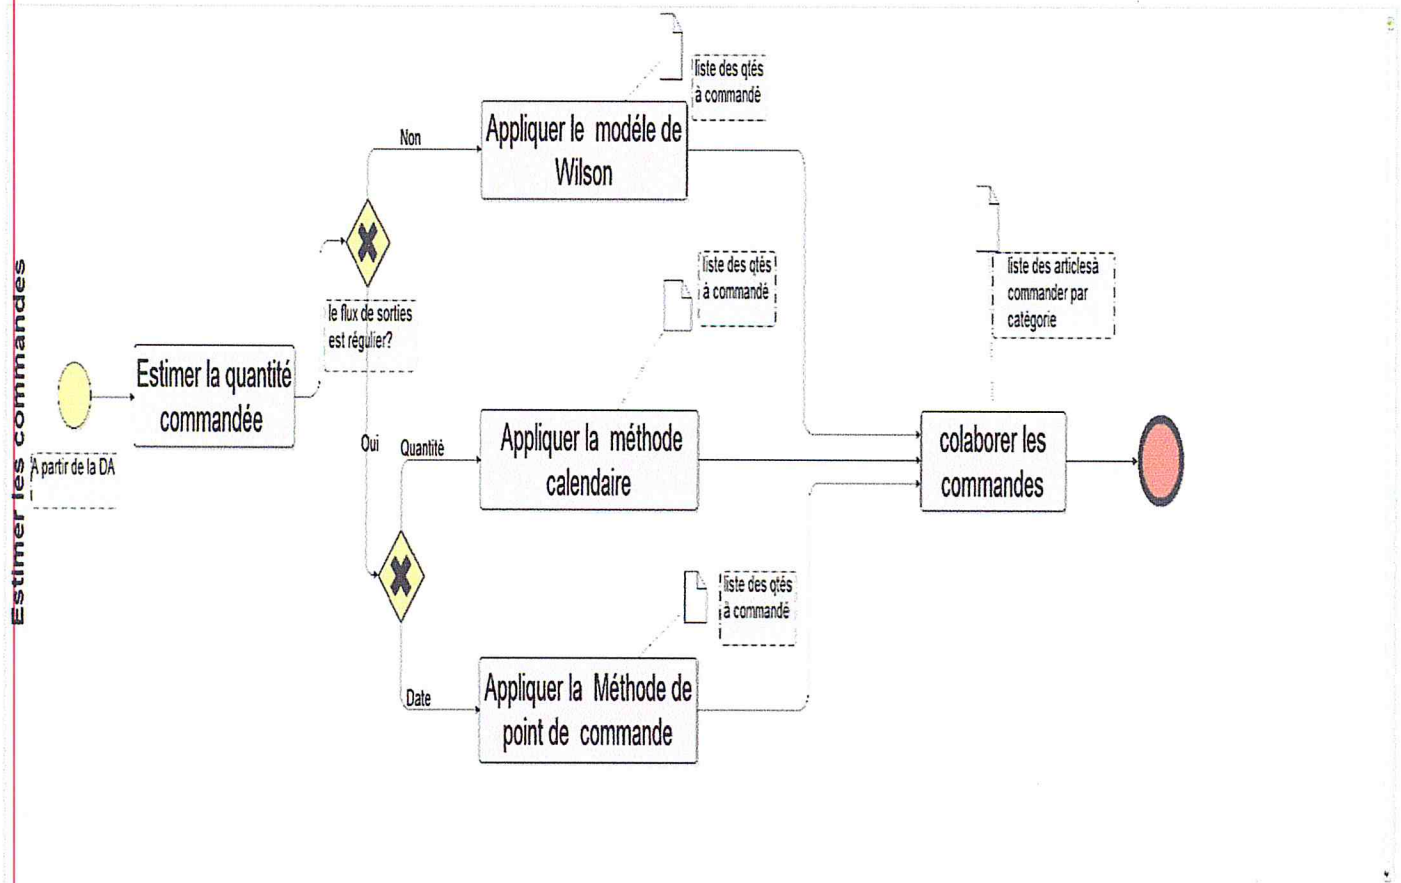 Estimer les commandes
A partir de la DA
Estimer la quantité
commandée
le flux de sorties
est régulier?
Non
Oui
Appliquer le modéle de
Wilson
liste des qtés
à commandé
Quantité
Appliquer la méthode
calendaire
liste des qtés
à commandé
Date
Appliquer la Méthode de
point de commande
liste des qtés
à commandé
colaborer les
commandes
liste des articlesà
commander par
catégorie